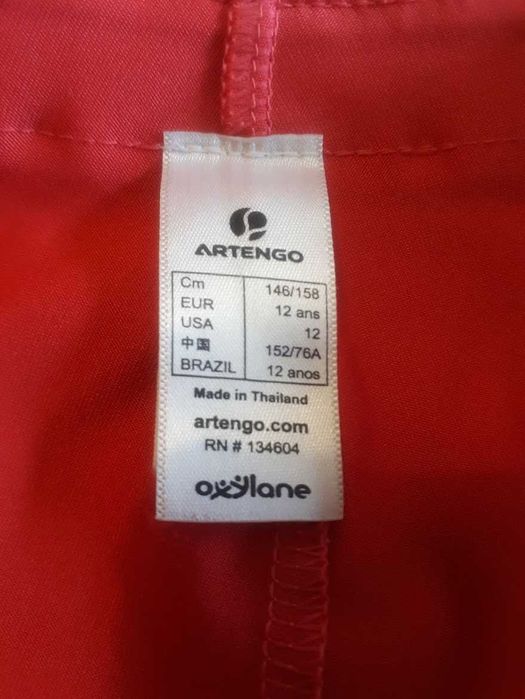 ARTENGO
Cm 146/158
EUR 12 ans
USA 12
中国 152/76A
BRAZIL 12 anos
Made in Thailand
artengo.com
RN # 134604
oxylane